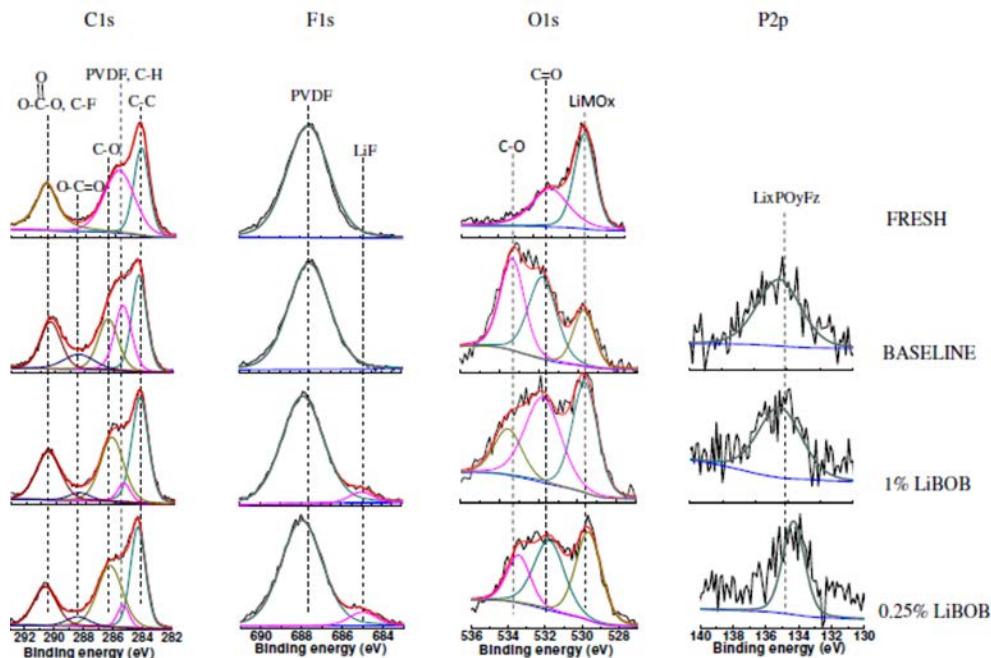 C1s F1s O1s P2p
O
O-C-O, C-F
PVDF, C-H
C-C
C-O
O-C=O
PVDF
LiF
C=O
LiMOx
C-O
LixPOyFz
FRESH
BASELINE
1% LiBOB
0.25% LiBOB
292 290 288 286 284 282
Binding energy (eV)
690 688 686 684
Binding energy (eV)
536 534 532 530 528
Binding energy (eV)
140 138 136 134 132 130
Binding energy (eV)